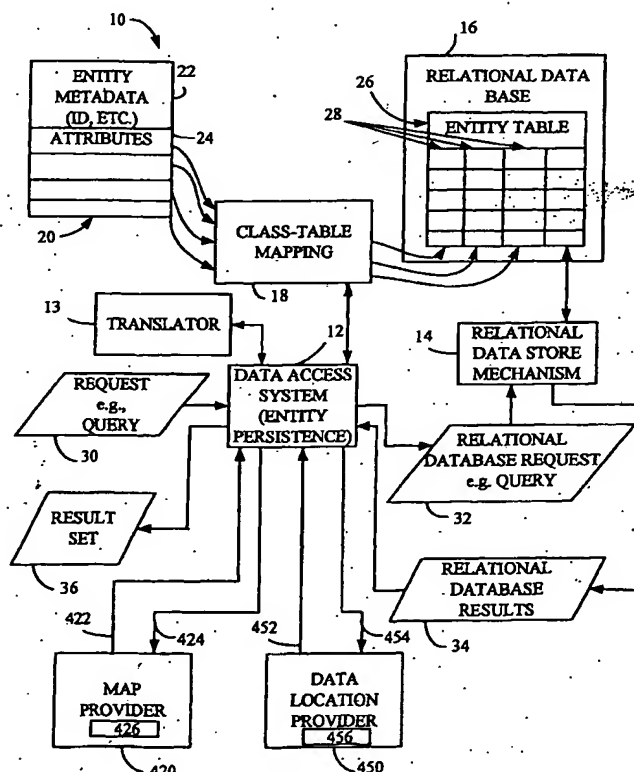 10
16
ENTITY
METADATA
(ID, ETC.)
22
ATTRIBUTES
24
20
RELATIONAL DATA
BASE
26
28
ENTITY TABLE
CLASS-TABLE
MAPPING
18
13
TRANSLATOR
12
DATA ACCESS
SYSTEM
(ENTITY
PERSISTENCE)
14
RELATIONAL
DATA STORE
MECHANISM
REQUEST
e.g.,
QUERY
30
RELATIONAL
DATABASE REQUEST
e.g. QUERY
32
RESULT
SET
36
RELATIONAL
DATABASE
RESULTS
34
422
424
452
454
MAP
PROVIDER
426
420
DATA
LOCATION
PROVIDER
456
450